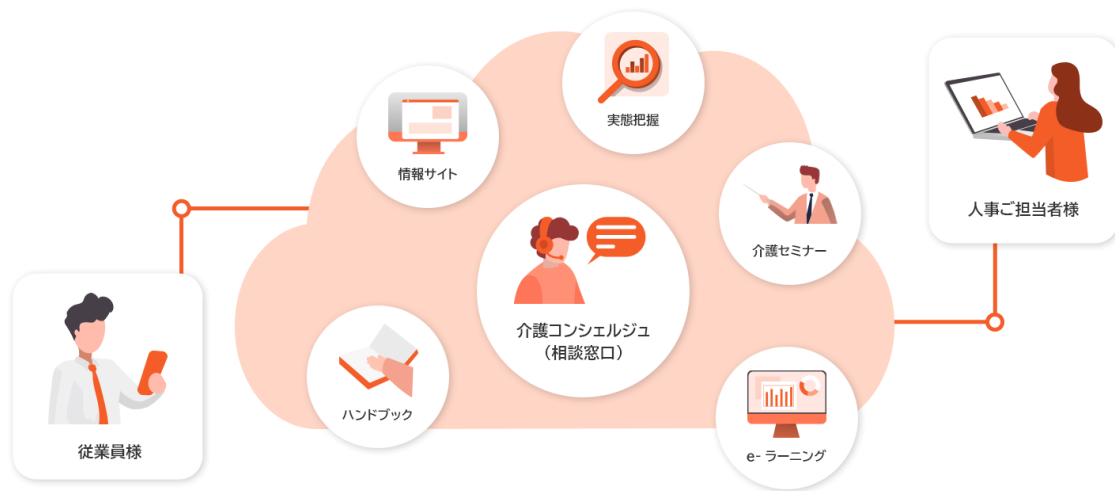 実態把握
情報サイト
人事ご担当者様
介護セミナー
介護コンシェルジュ
（相談窓口）
ハンドブック
従業員様
e- ラーニング